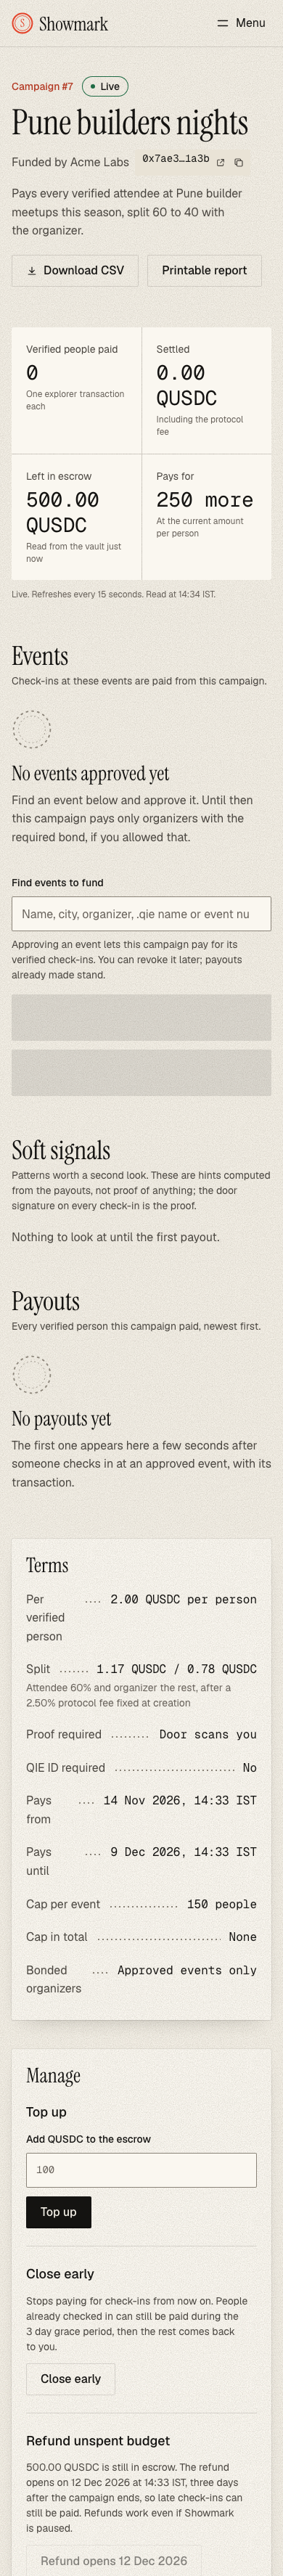 Showmark
Menu
Campaign #7
Live
Pune builders nights
Funded by Acme Labs
0x7ae3…1a3b
Pays every verified attendee at Pune builder
meetups this season, split 60 to 40 with
the organizer.
Download CSV
Printable report
Verified people paid
0
One explorer transaction
each
Settled
0.00
QUSDC
Including the protocol
fee
Left in escrow
500.00
QUSDC
Read from the vault just
now
Pays for
250 more
At the current amount
per person
Live. Refreshes every 15 seconds. Read at 14:34 IST.
Events
Check-ins at these events are paid from this campaign.
No events approved yet
Find an event below and approve it. Until then
this campaign pays only organizers with the
required bond, if you allowed that.
Find events to fund
Name, city, organizer, .qie name or event nu
Approving an event lets this campaign pay for its
verified check-ins. You can revoke it later; payouts
already made stand.
Soft signals
Patterns worth a second look. These are hints computed
from the payouts, not proof of anything; the door
signature on every check-in is the proof.
Nothing to look at until the first payout.
Payouts
Every verified person this campaign paid, newest first.
No payouts yet
The first one appears here a few seconds after
someone checks in at an approved event, with its
transaction.
Terms
Per
verified
person
.... 2.00 QUSDC per person
Split ....... 1.17 QUSDC / 0.78 QUSDC
Attendee 60% and organizer the rest, after a
2.50% protocol fee fixed at creation
Proof required ......... Door scans you
QIE ID required ............................. No
Pays
from
.... 14 Nov 2026, 14:33 IST
Pays
until
.... 9 Dec 2026, 14:33 IST
Cap per event ................ 150 people
Cap in total ............................. None
Bonded
organizers
.... Approved events only
Manage
Top up
Add QUSDC to the escrow
100
Top up
Close early
Stops paying for check-ins from now on. People
already checked in can still be paid during the
3 day grace period, then the rest comes back
to you.
Close early
Refund unspent budget
500.00 QUSDC is still in escrow. The refund
opens on 12 Dec 2026 at 14:33 IST, three days
after the campaign ends, so late check-ins can
still be paid. Refunds work even if Showmark
is paused.
Refund opens 12 Dec 2026